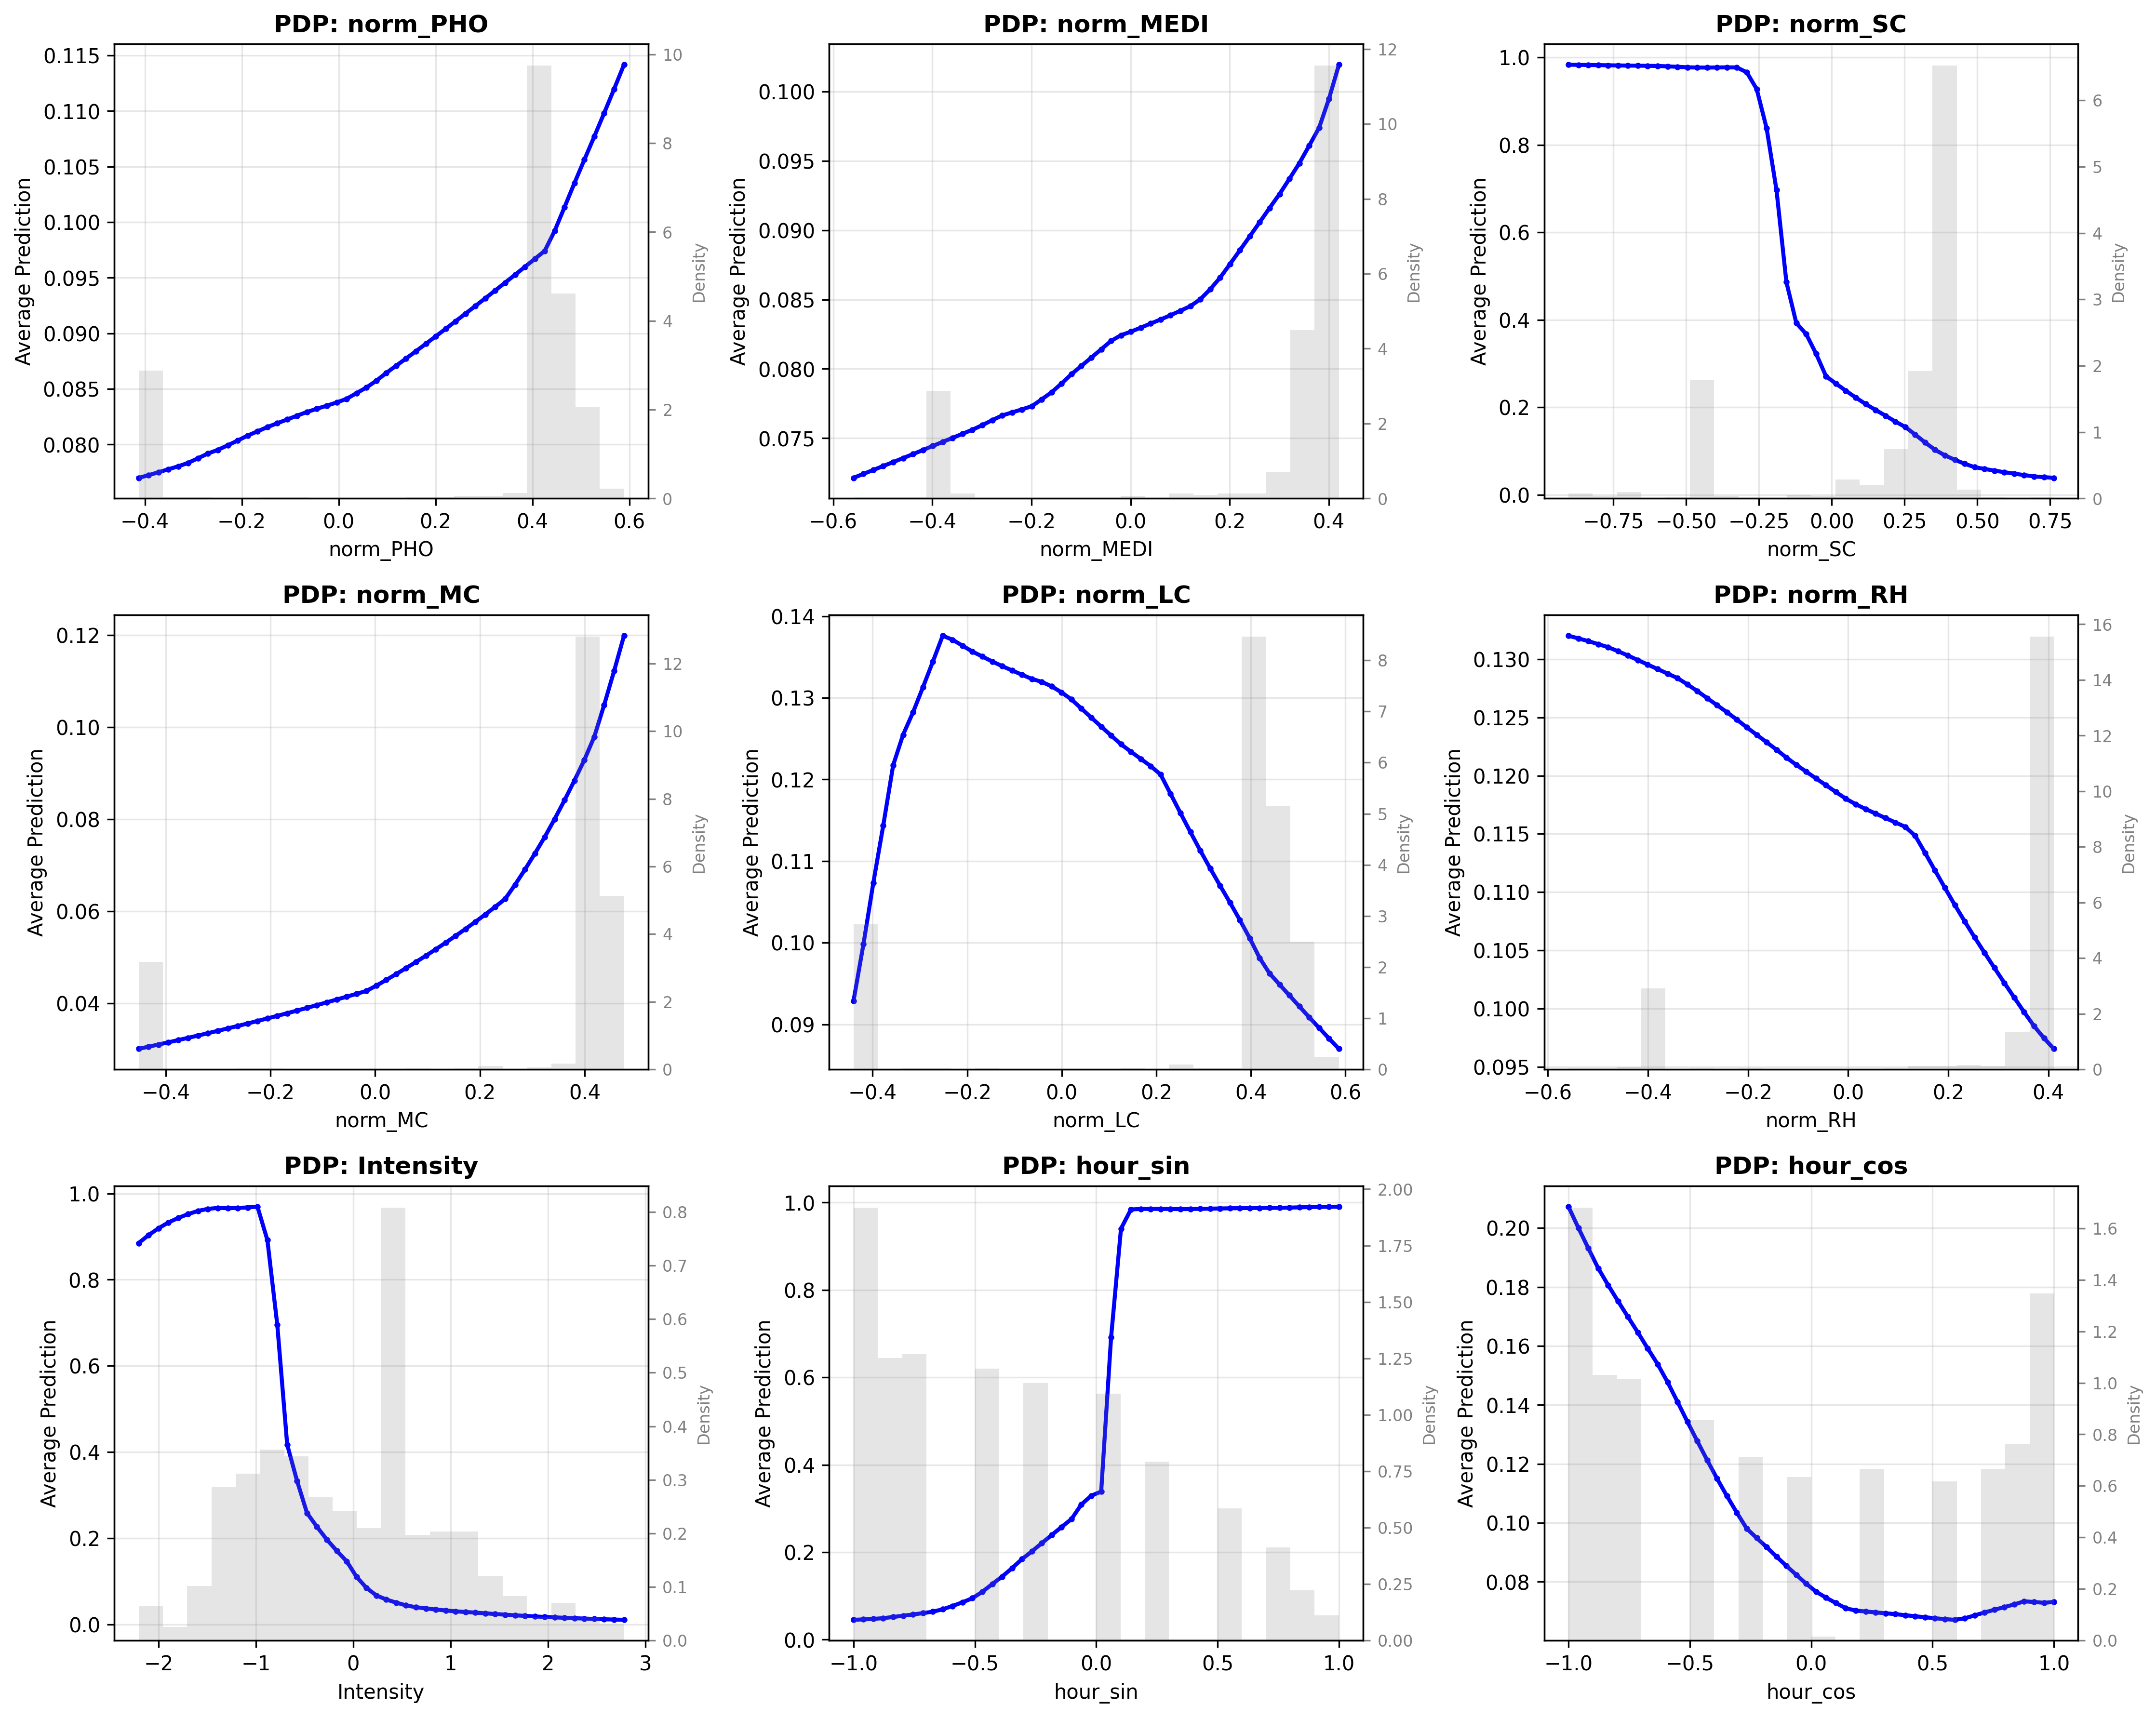 PDP: norm_PHO
0.115
0.110
0.105
0.100
0.095
0.090
0.085
0.080
Average Prediction
10
8
6
4
2
0
Density
−0.4 −0.2 0.0 0.2 0.4 0.6
norm_PHO
PDP: norm_MEDI
0.100
0.095
0.090
0.085
0.080
0.075
Average Prediction
12
10
8
6
4
2
0
Density
−0.6 −0.4 −0.2 0.0 0.2 0.4
norm_MEDI
PDP: norm_SC
1.0
0.8
0.6
0.4
0.2
0.0
Average Prediction
6
5
4
3
2
1
0
Density
−0.75 −0.50 −0.25 0.00 0.25 0.50 0.75
norm_SC
PDP: norm_MC
0.12
0.10
0.08
0.06
0.04
Average Prediction
12
10
8
6
4
2
0
Density
−0.4 −0.2 0.0 0.2 0.4
norm_MC
PDP: norm_LC
0.14
0.13
0.12
0.11
0.10
0.09
Average Prediction
8
7
6
5
4
3
2
1
0
Density
−0.4 −0.2 0.0 0.2 0.4 0.6
norm_LC
PDP: norm_RH
0.130
0.125
0.120
0.115
0.110
0.105
0.100
0.095
Average Prediction
16
14
12
10
8
6
4
2
0
Density
−0.6 −0.4 −0.2 0.0 0.2 0.4
norm_RH
PDP: Intensity
1.0
0.8
0.6
0.4
0.2
0.0
Average Prediction
0.8
0.7
0.6
0.5
0.4
0.3
0.2
0.1
0.0
Density
−2 −1 0 1 2 3
Intensity
PDP: hour_sin
1.0
0.8
0.6
0.4
0.2
0.0
Average Prediction
2.00
1.75
1.50
1.25
1.00
0.75
0.50
0.25
0.00
Density
−1.0 −0.5 0.0 0.5 1.0
hour_sin
PDP: hour_cos
0.20
0.18
0.16
0.14
0.12
0.10
0.08
Average Prediction
1.6
1.4
1.2
1.0
0.8
0.6
0.4
0.2
0.0
Density
−1.0 −0.5 0.0 0.5 1.0
hour_cos